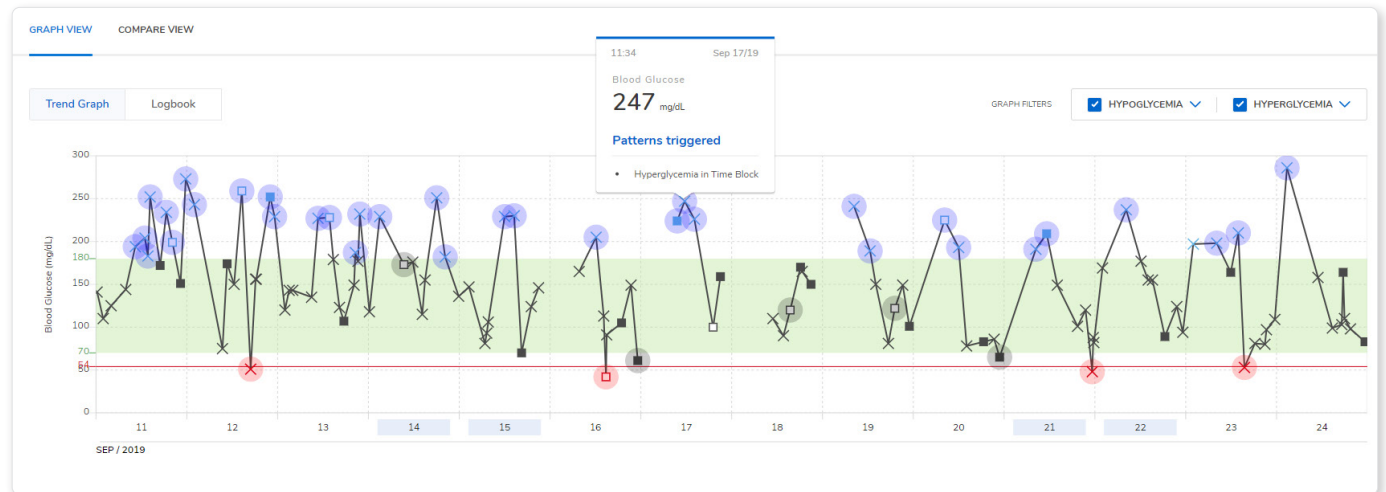 GRAPH VIEW COMPARE VIEW
11:34 Sep 17/19
Blood Glucose
247 mg/dL
Patterns triggered
• Hyperglycemia in Time Block
Trend Graph Logbook
GRAPH FILTERS HYPOGLYCEMIA HYPERGLYCEMIA
Blood Glucose (mg/dL)
300
250
200
180
150
100
70
54
50
0
11 12 13 14 15 16 17 18 19 20 21 22 23 24
SEP / 2019